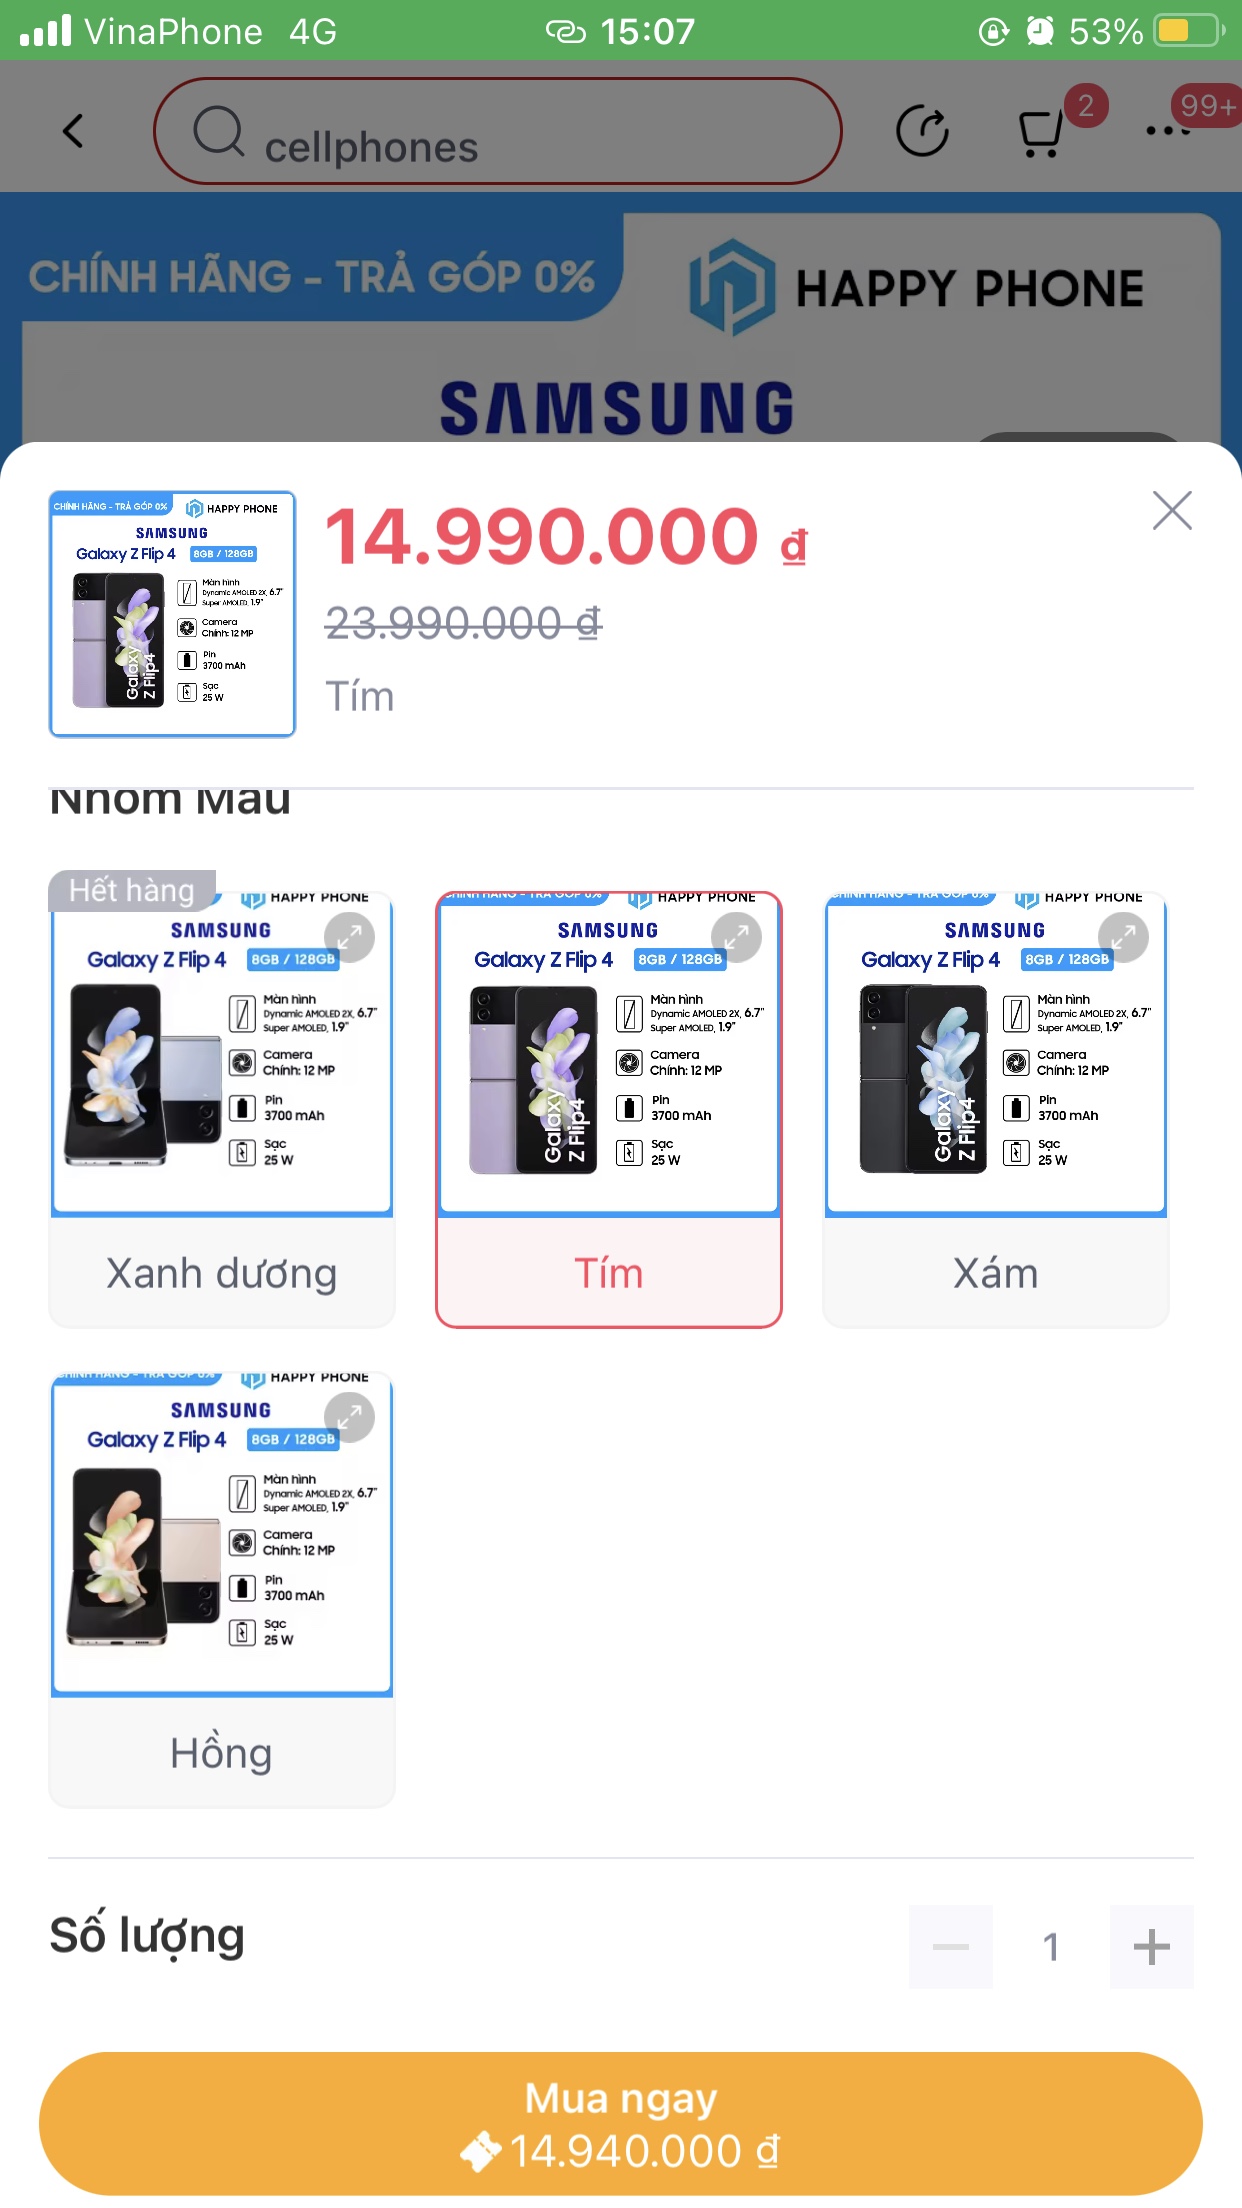 VinaPhone 4G 15:07 53%
cellphones
2
99+
CHÍNH HÃNG - TRẢ GÓP 0%
HAPPY PHONE
SAMSUNG
CHÍNH HÃNG - TRẢ GÓP 0%
HAPPY PHONE
SAMSUNG
Galaxy Z Flip 4 8GB / 128GB
Màn hình
Dynamic AMOLED 2X, 6.7"
Super AMOLED, 1.9"
Camera
Chính: 12 MP
Pin
3700 mAh
Sạc
25 W
Galaxy
Z Flip4
14.990.000 đ
23.990.000 đ
Tím
Nhóm Màu
Hết hàng
HAPPY PHONE
SAMSUNG
Galaxy Z Flip 4 8GB / 128GB
Màn hình
Dynamic AMOLED 2X, 6.7"
Super AMOLED, 1.9"
Camera
Chính: 12 MP
Pin
3700 mAh
Sạc
25 W
Xanh dương
CHÍNH HÃNG - TRẢ GÓP 0%
HAPPY PHONE
SAMSUNG
Galaxy Z Flip 4 8GB / 128GB
Màn hình
Dynamic AMOLED 2X, 6.7"
Super AMOLED, 1.9"
Camera
Chính: 12 MP
Pin
3700 mAh
Sạc
25 W
Galaxy
Z Flip4
Tím
CHÍNH HÃNG - TRẢ GÓP 0%
HAPPY PHONE
SAMSUNG
Galaxy Z Flip 4 8GB / 128GB
Màn hình
Dynamic AMOLED 2X, 6.7"
Super AMOLED, 1.9"
Camera
Chính: 12 MP
Pin
3700 mAh
Sạc
25 W
Galaxy
Z Flip4
Xám
CHÍNH HÃNG - TRẢ GÓP 0%
HAPPY PHONE
SAMSUNG
Galaxy Z Flip 4 8GB / 128GB
Màn hình
Dynamic AMOLED 2X, 6.7"
Super AMOLED, 1.9"
Camera
Chính: 12 MP
Pin
3700 mAh
Sạc
25 W
Hồng
Số lượng
1
Mua ngay
14.940.000 đ